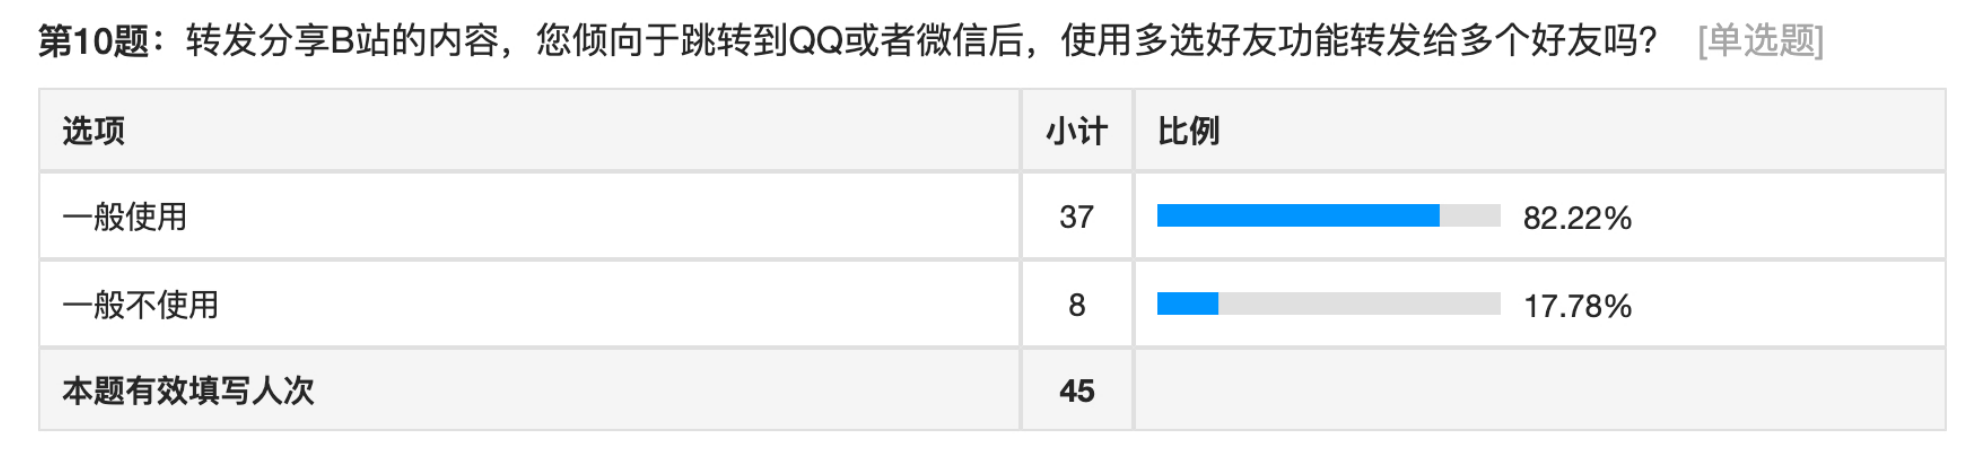 第10题：转发分享B站的内容，您倾向于跳转到QQ或者微信后，使用多选好友功能转发给多个好友吗？ [单选题]
选项 小计 比例
一般使用 37 82.22%
一般不使用 8 17.78%
本题有效填写人次 45